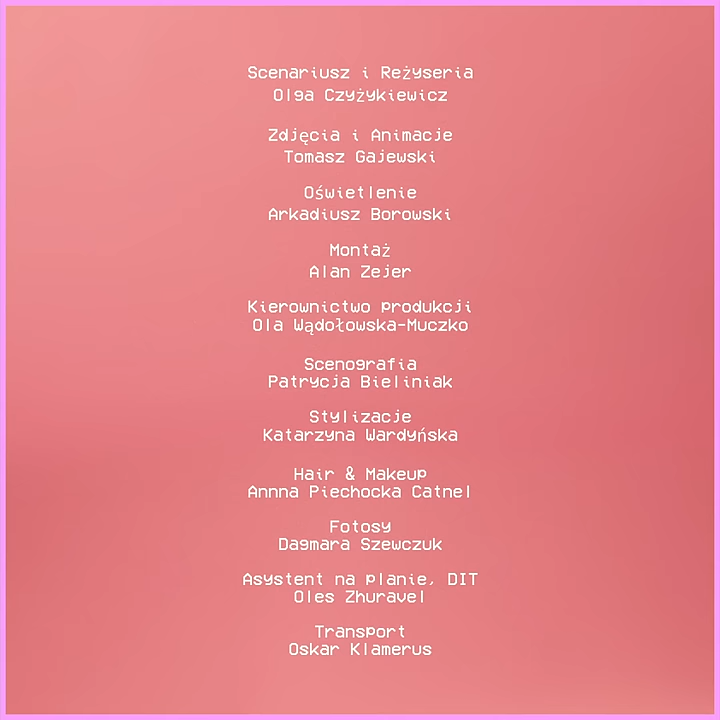 Scenariusz i Reżyseria
Olga Czyżykiewicz
Zdjęcia i Animacje
Tomasz Gajewski
Oświetlenie
Arkadiusz Borowski
Montaż
Alan Zejer
Kierownictwo produkcji
Ola Wądołowska-Muczko
Scenografia
Patrycja Bieliniak
Stylizacje
Katarzyna Wardyńska
Hair & Makeup
Annna Piechocka Catnel
Fotosy
Dagmara Szewczuk
Asystent na planie, DIT
Oles Zhuravel
Transport
Oskar Klamerus